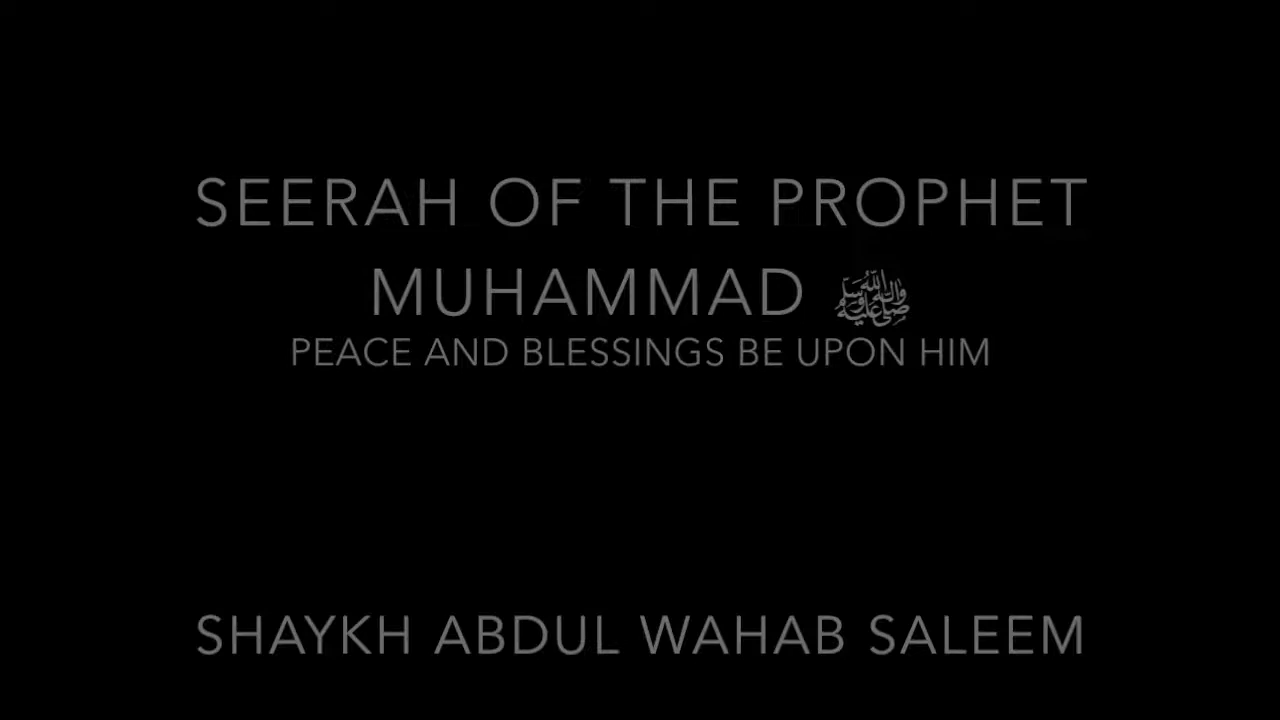 SEERAH OF THE PROPHET
MUHAMMAD ﷺ
PEACE AND BLESSINGS BE UPON HIM
SHAYKH ABDUL WAHAB SALEEM